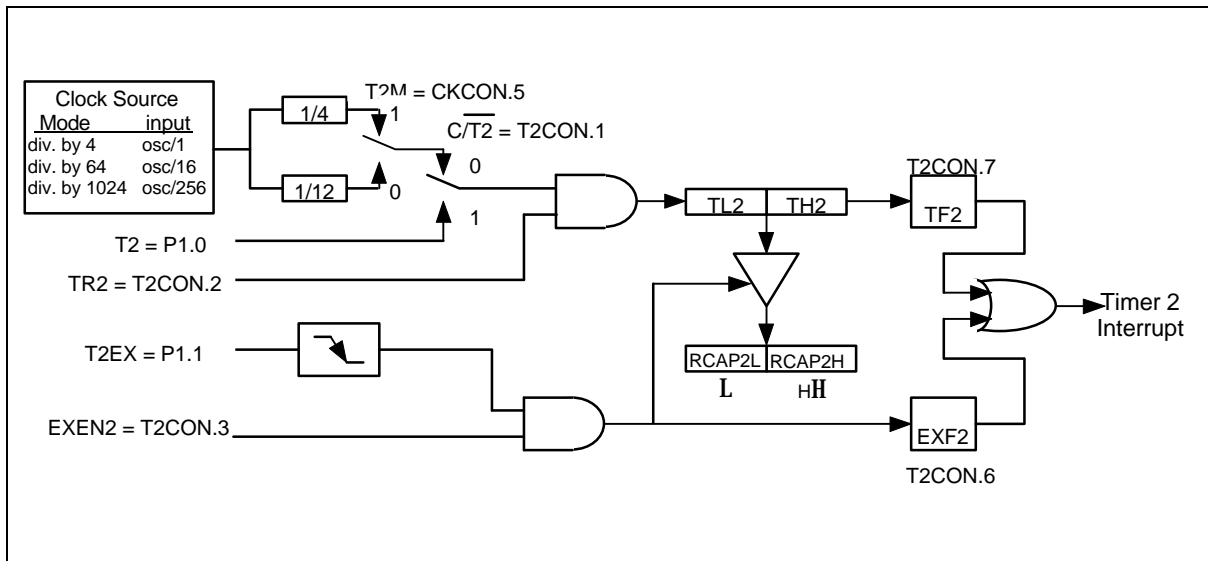 Clock Source
Mode input
div. by 4 osc/1
div. by 64 osc/16
div. by 1024 osc/256
1/4
1/12
T2M = CKCON.5
1
0
C/T2 = T2CON.1
0
1
T2 = P1.0
TR2 = T2CON.2
TL2 TH2
T2CON.7
TF2
T2EX = P1.1
EXEN2 = T2CON.3
RCAP2L RCAP2H
L HH
EXF2
T2CON.6
Timer 2
Interrupt